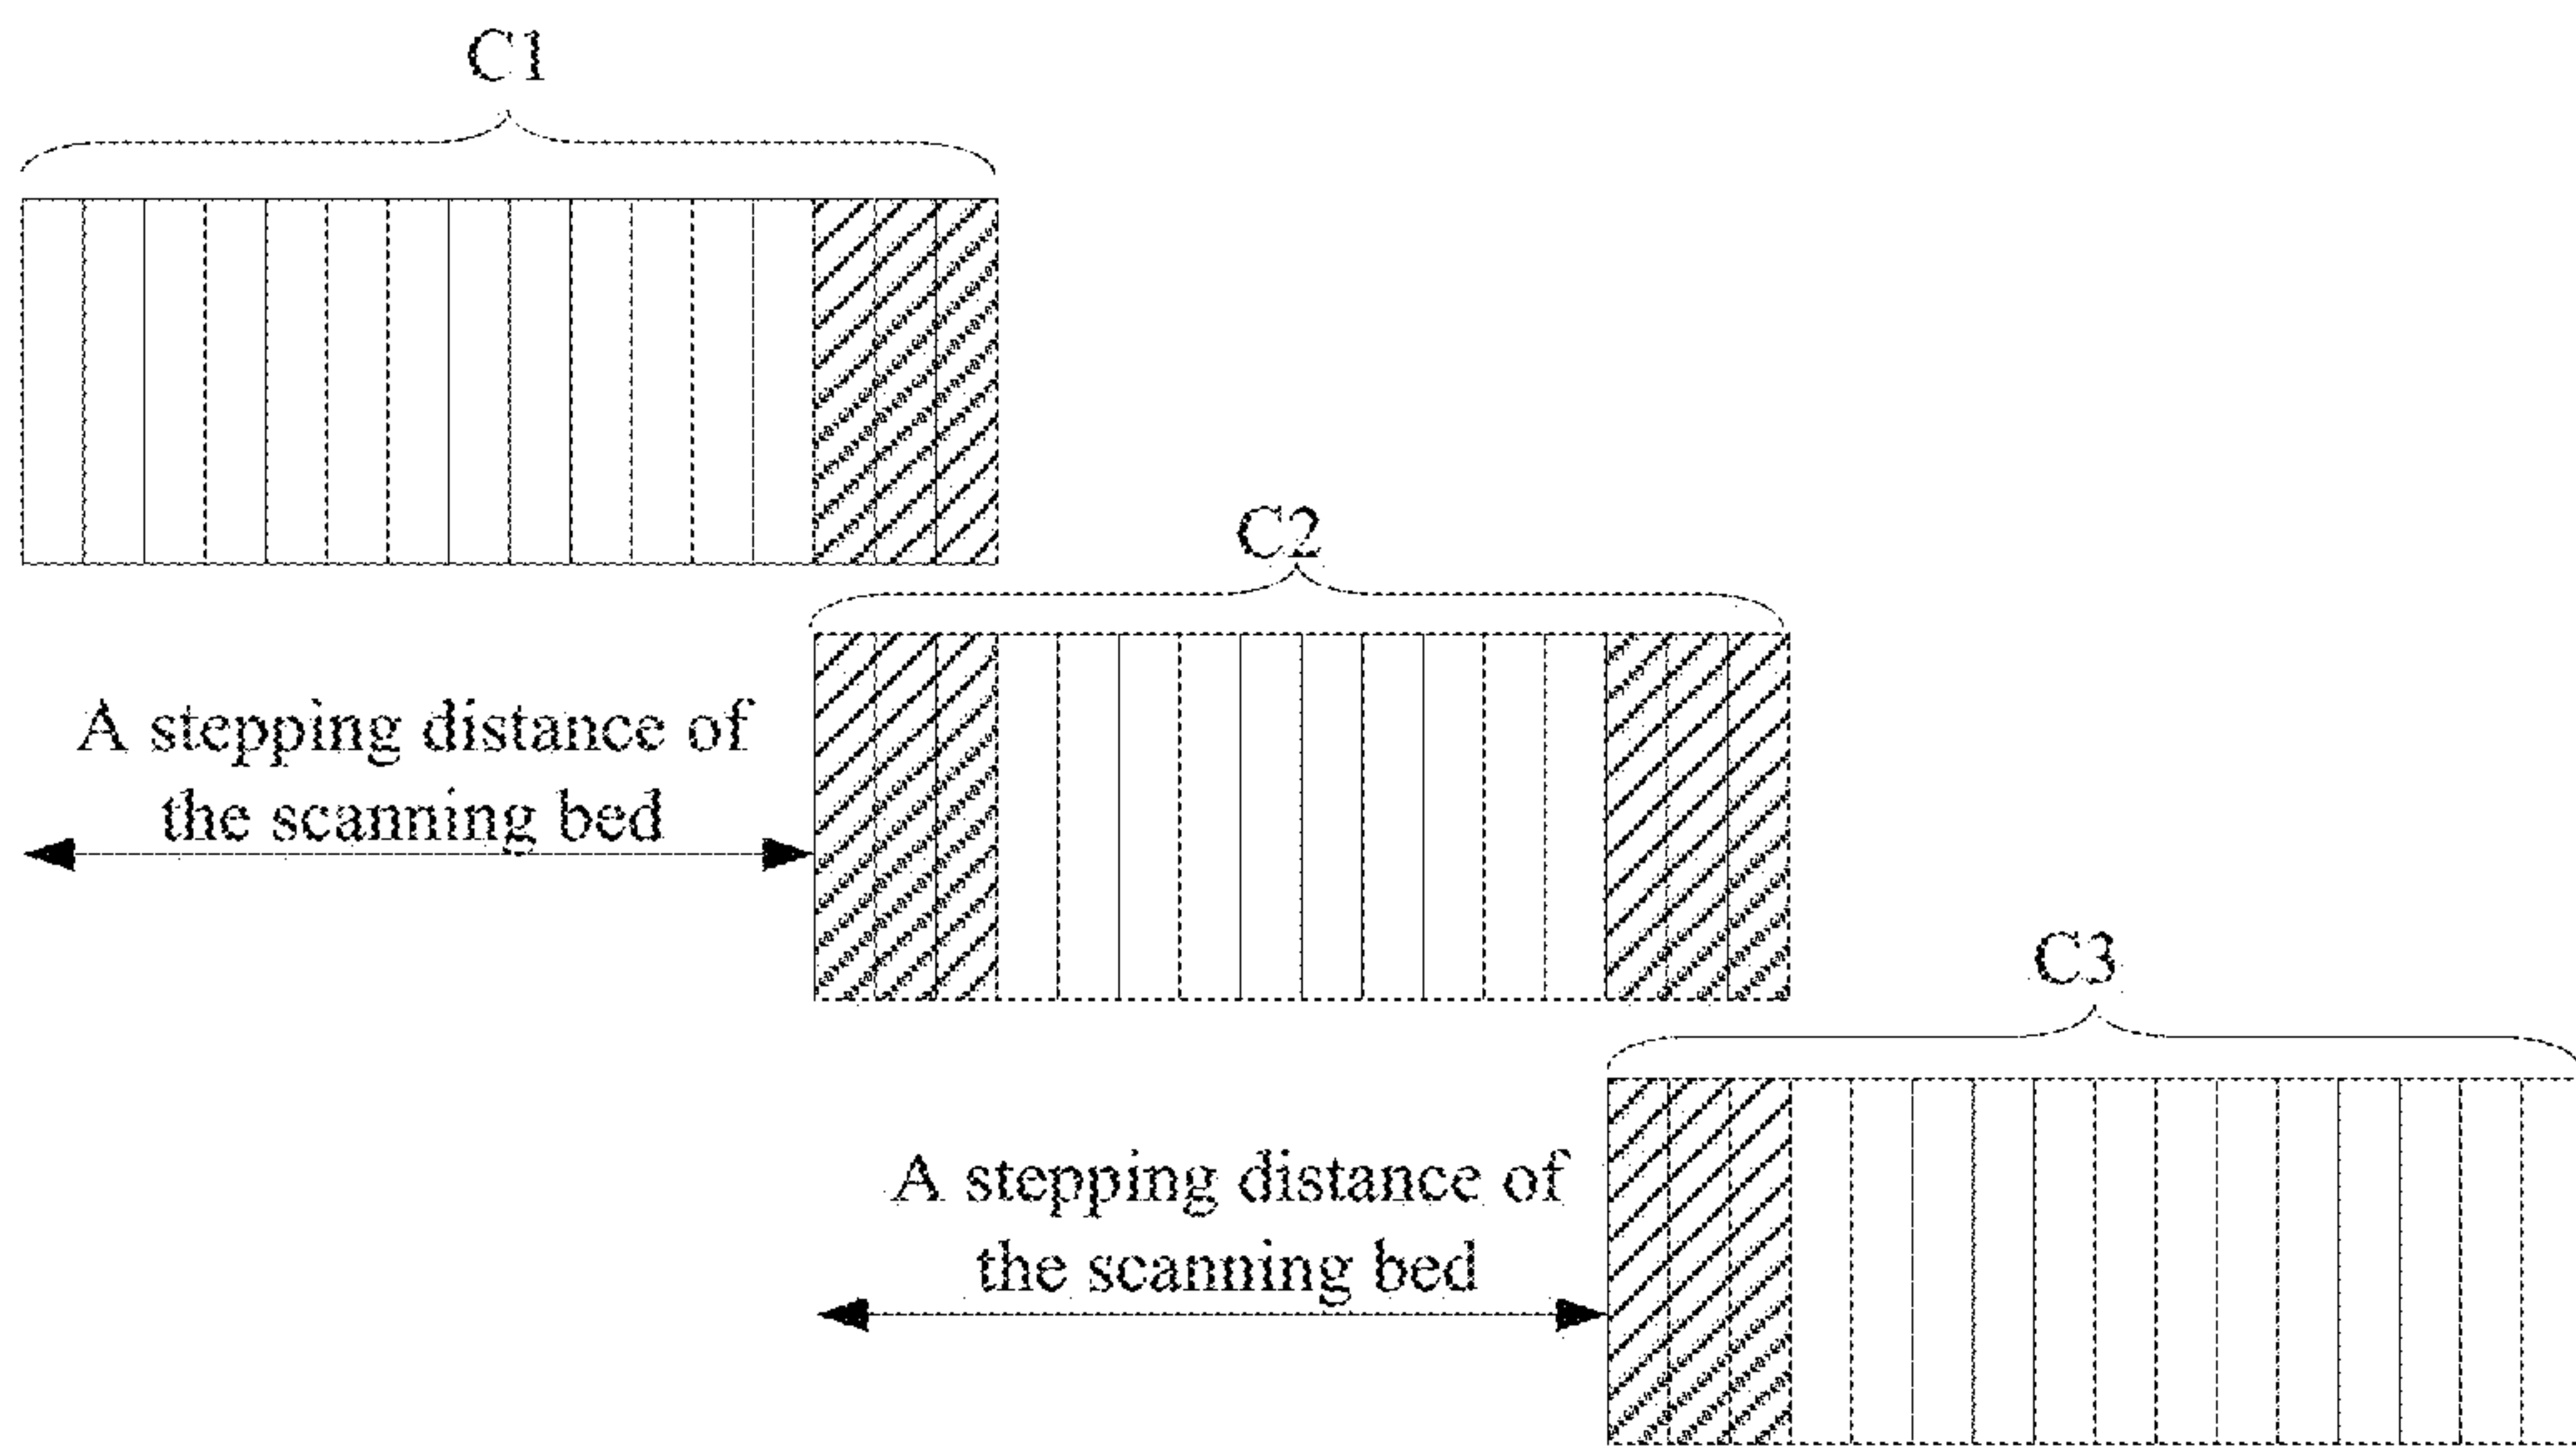 C1
C2
A stepping distance of
the scanning bed
C3
A stepping distance of
the scanning bed